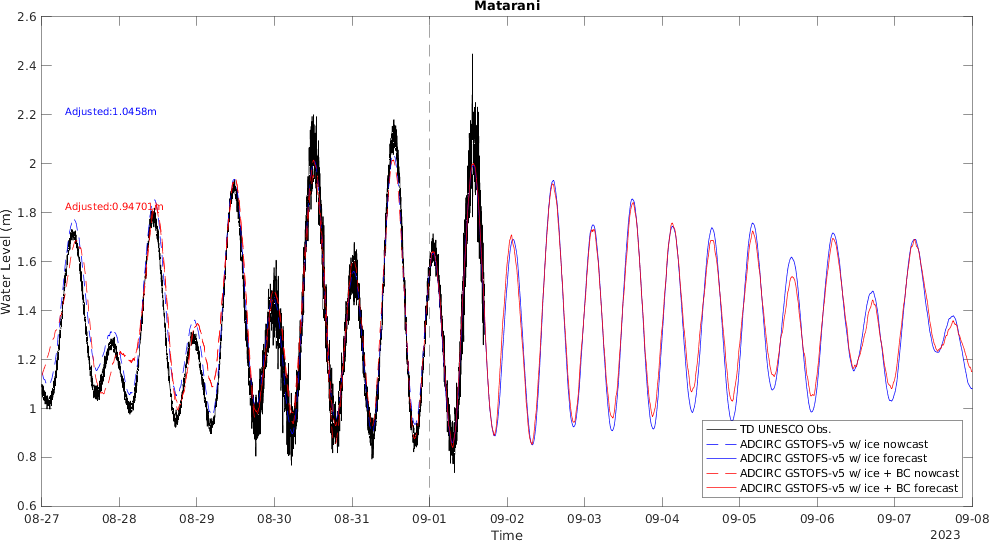 Matarani
2.6
2.4
2.2
2
1.8
1.6
1.4
1.2
1
0.8
0.6
Water Level (m)
Adjusted:1.0458m
Adjusted:0.94701m
TD UNESCO Obs.
ADCIRC GSTOFS-v5 w/ ice nowcast
ADCIRC GSTOFS-v5 w/ ice forecast
ADCIRC GSTOFS-v5 w/ ice + BC nowcast
ADCIRC GSTOFS-v5 w/ ice + BC forecast
08-27 08-28 08-29 08-30 08-31 09-01 09-02 09-03 09-04 09-05 09-06 09-07 09-08
Time
2023